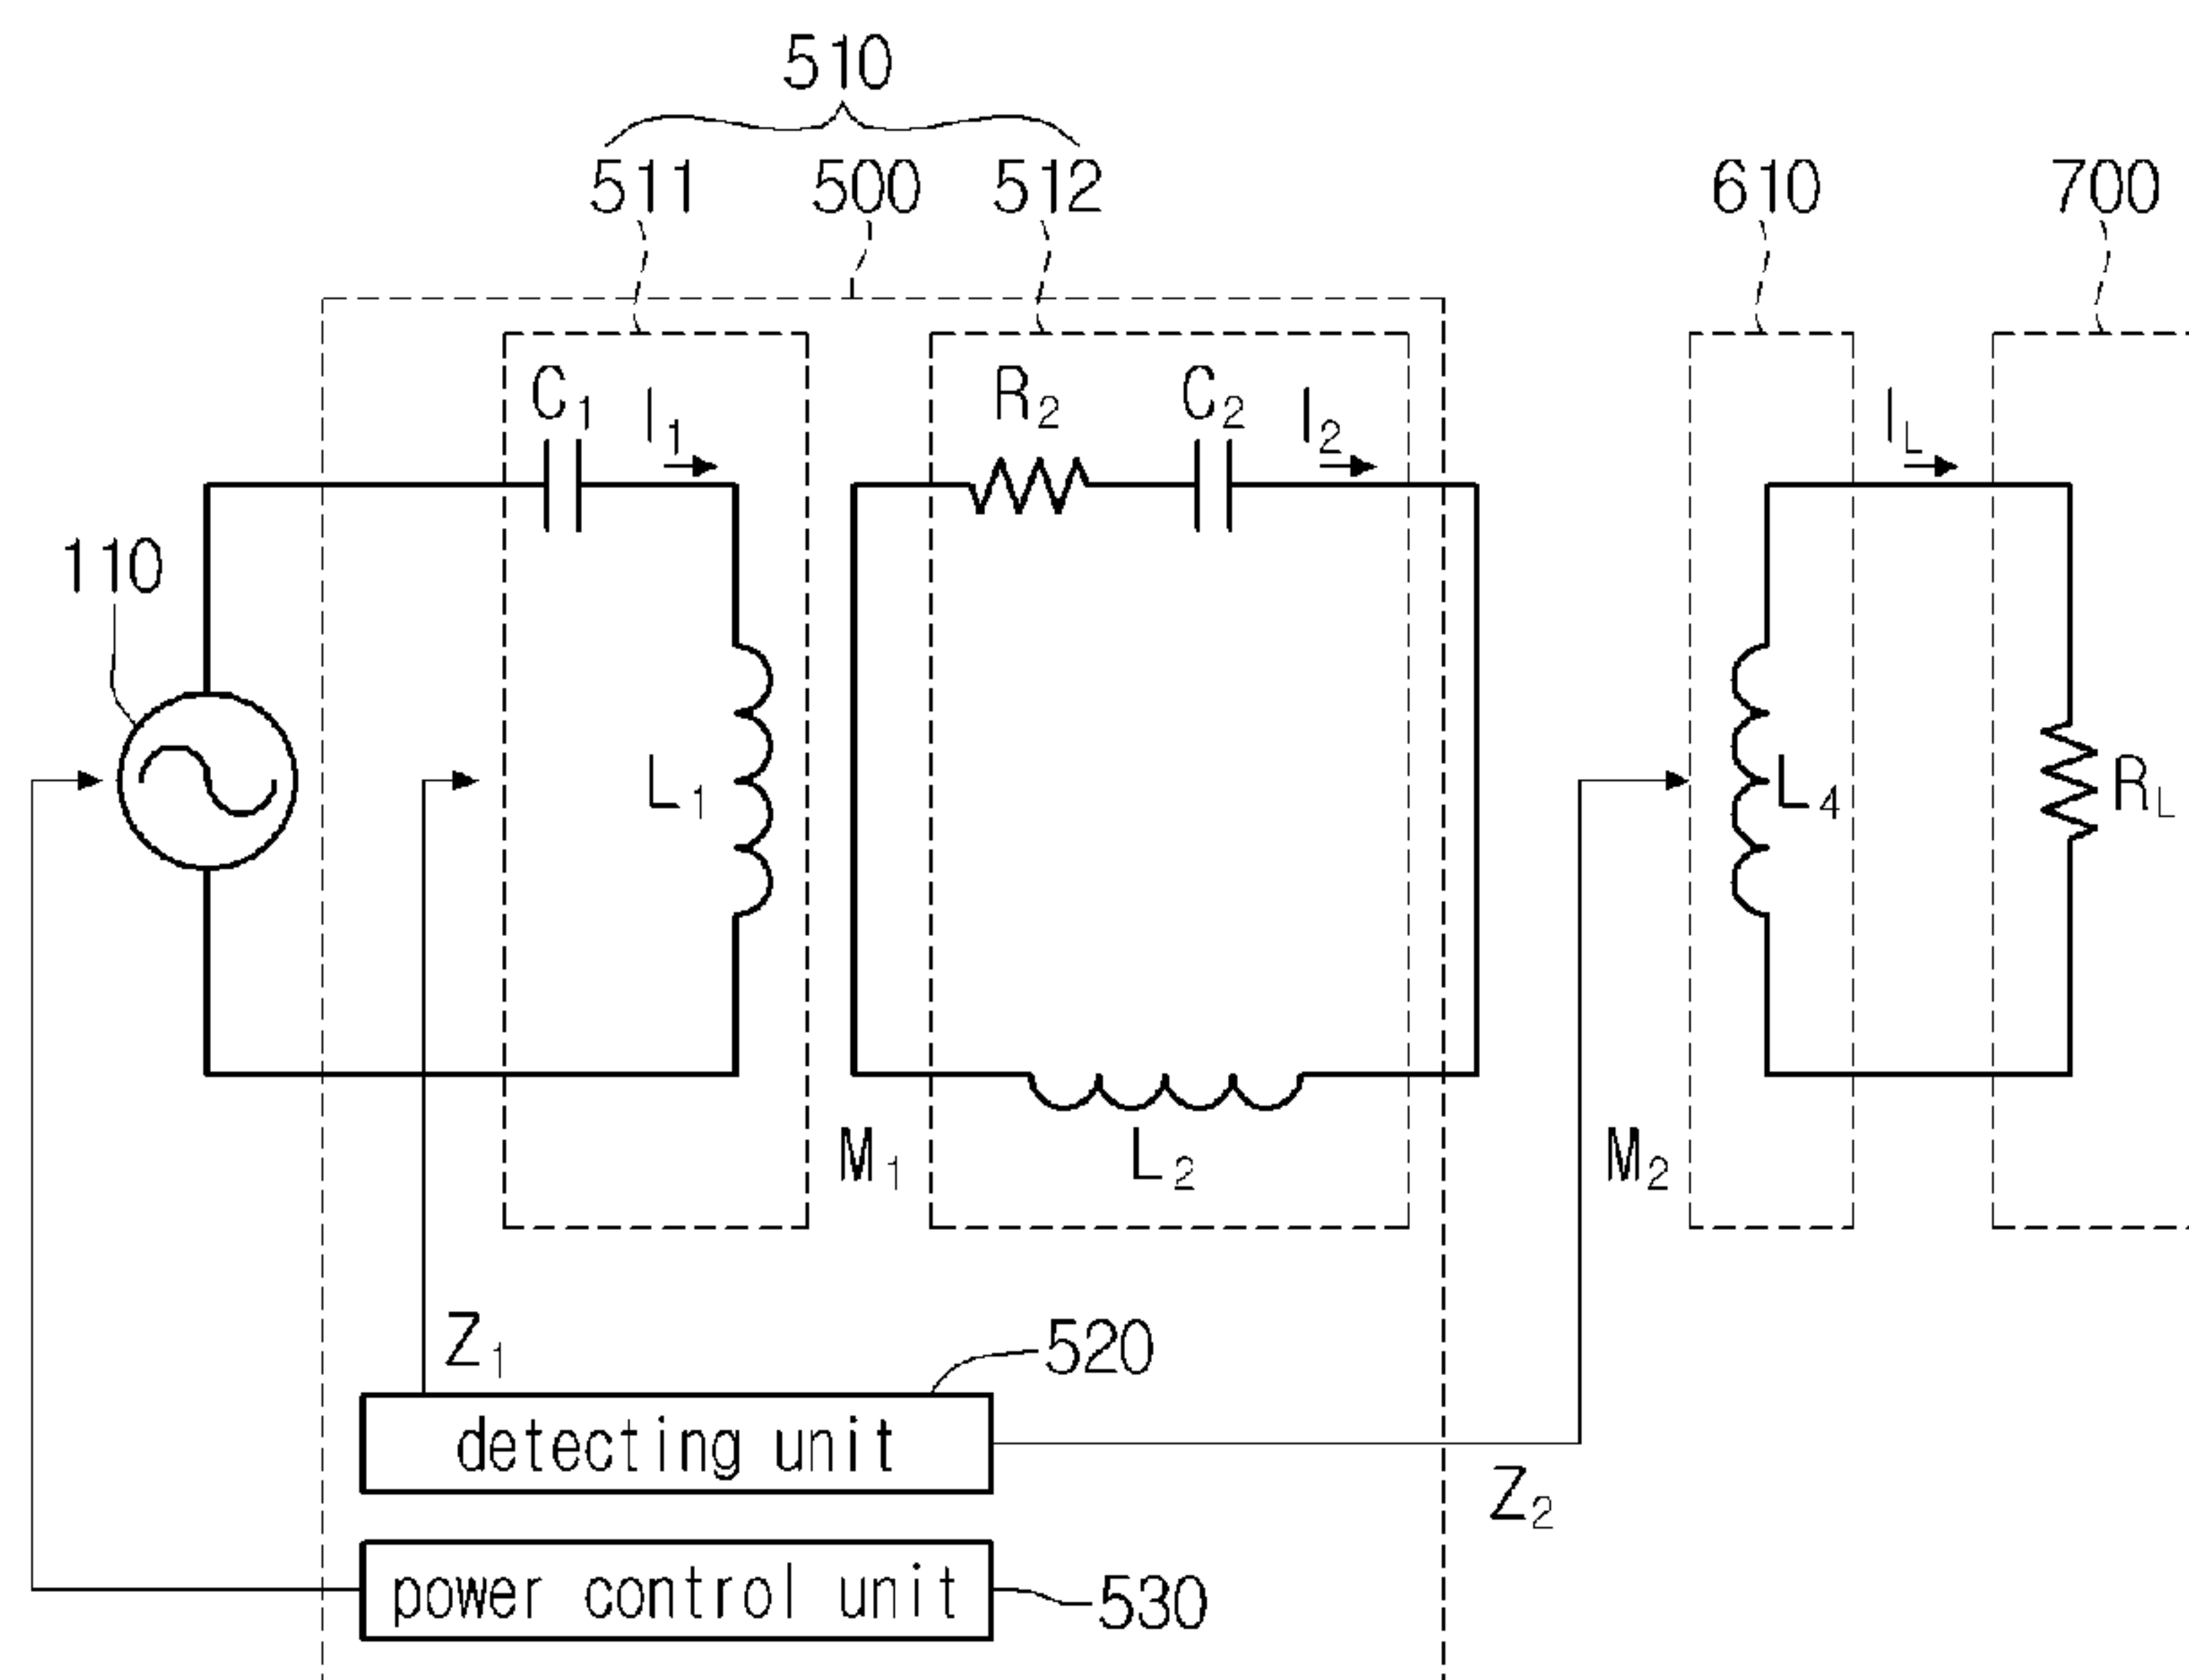 510
511 500 512 610 700
C1 I1 R2 C2 I2 IL
110
L1 L4 RL
M1 L2 M2
Z1 520
detecting unit
Z2
power control unit 530